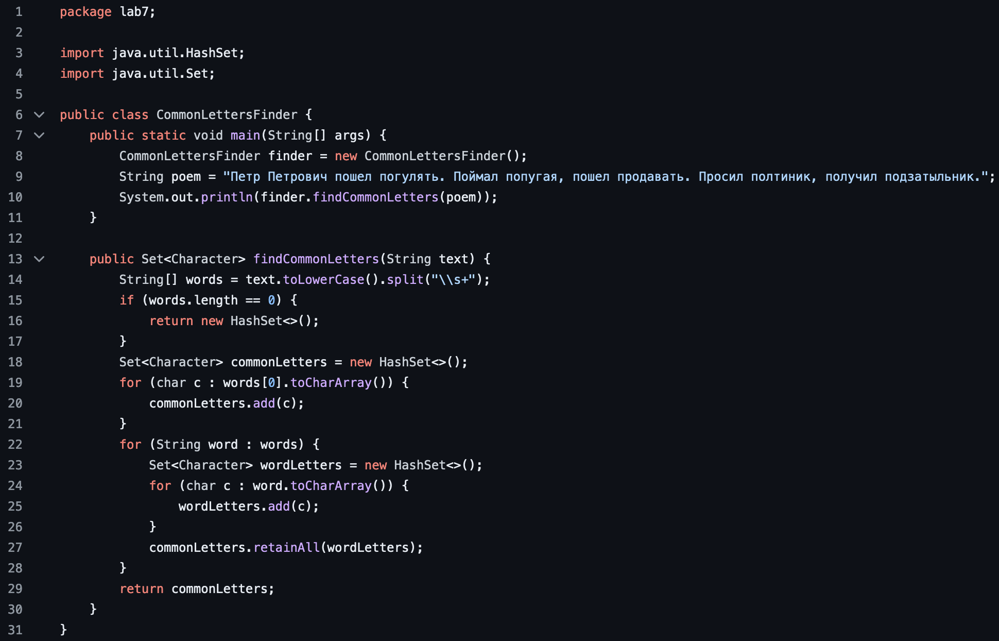 1 package lab7;
2
3 import java.util.HashSet;
4 import java.util.Set;
5
6 public class CommonLettersFinder {
7     public static void main(String[] args) {
8         CommonLettersFinder finder = new CommonLettersFinder();
9         String poem = "Петр Петрович пошел погулять. Поймал попугая, пошел продавать. Просил полтиник, получил подзатыльник.";
10         System.out.println(finder.findCommonLetters(poem));
11     }
12
13     public Set<Character> findCommonLetters(String text) {
14         String[] words = text.toLowerCase().split("\\s+");
15         if (words.length == 0) {
16             return new HashSet<>();
17         }
18         Set<Character> commonLetters = new HashSet<>();
19         for (char c : words[0].toCharArray()) {
20             commonLetters.add(c);
21         }
22         for (String word : words) {
23             Set<Character> wordLetters = new HashSet<>();
24             for (char c : word.toCharArray()) {
25                 wordLetters.add(c);
26             }
27             commonLetters.retainAll(wordLetters);
28         }
29         return commonLetters;
30     }
31 }